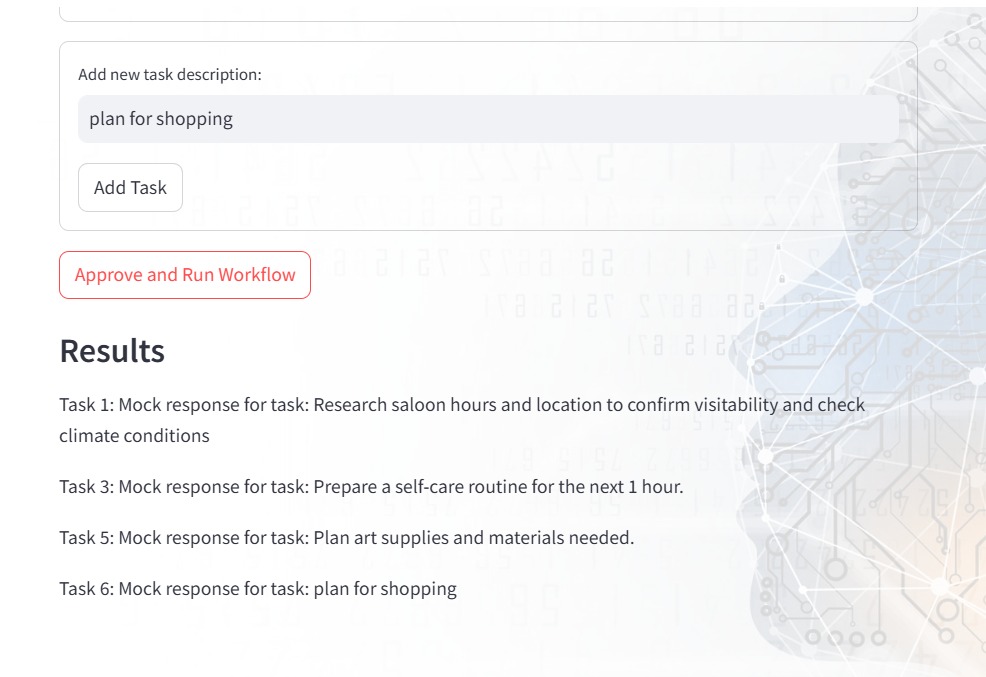 Add new task description:
plan for shopping
Add Task
Approve and Run Workflow
Results
Task 1: Mock response for task: Research saloon hours and location to confirm visitability and check
climate conditions
Task 3: Mock response for task: Prepare a self-care routine for the next 1 hour.
Task 5: Mock response for task: Plan art supplies and materials needed.
Task 6: Mock response for task: plan for shopping